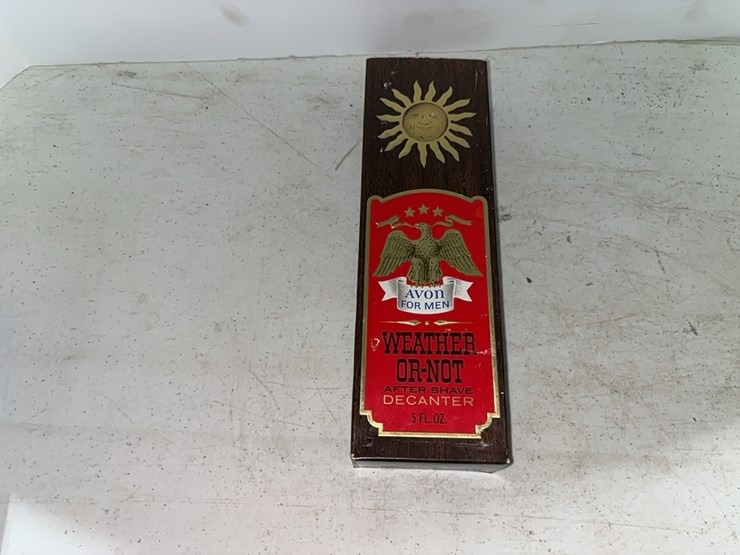 Avon
FOR MEN
WEATHER
OR-NOT
AFTER SHAVE
DECANTER
5 FL. OZ.